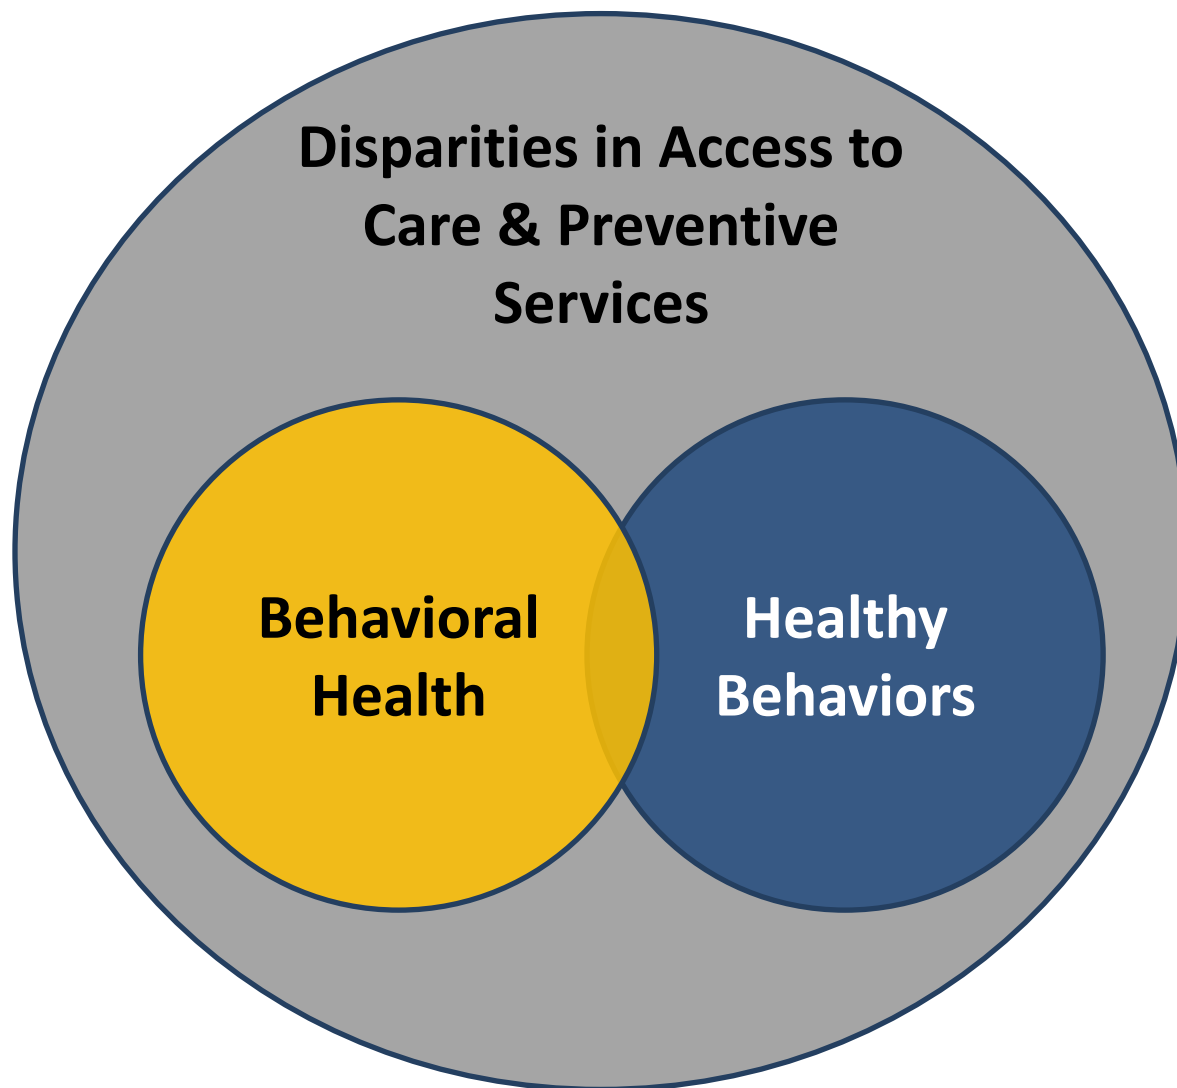 Disparities in Access to
Care & Preventive
Services
Behavioral
Health
Healthy
Behaviors